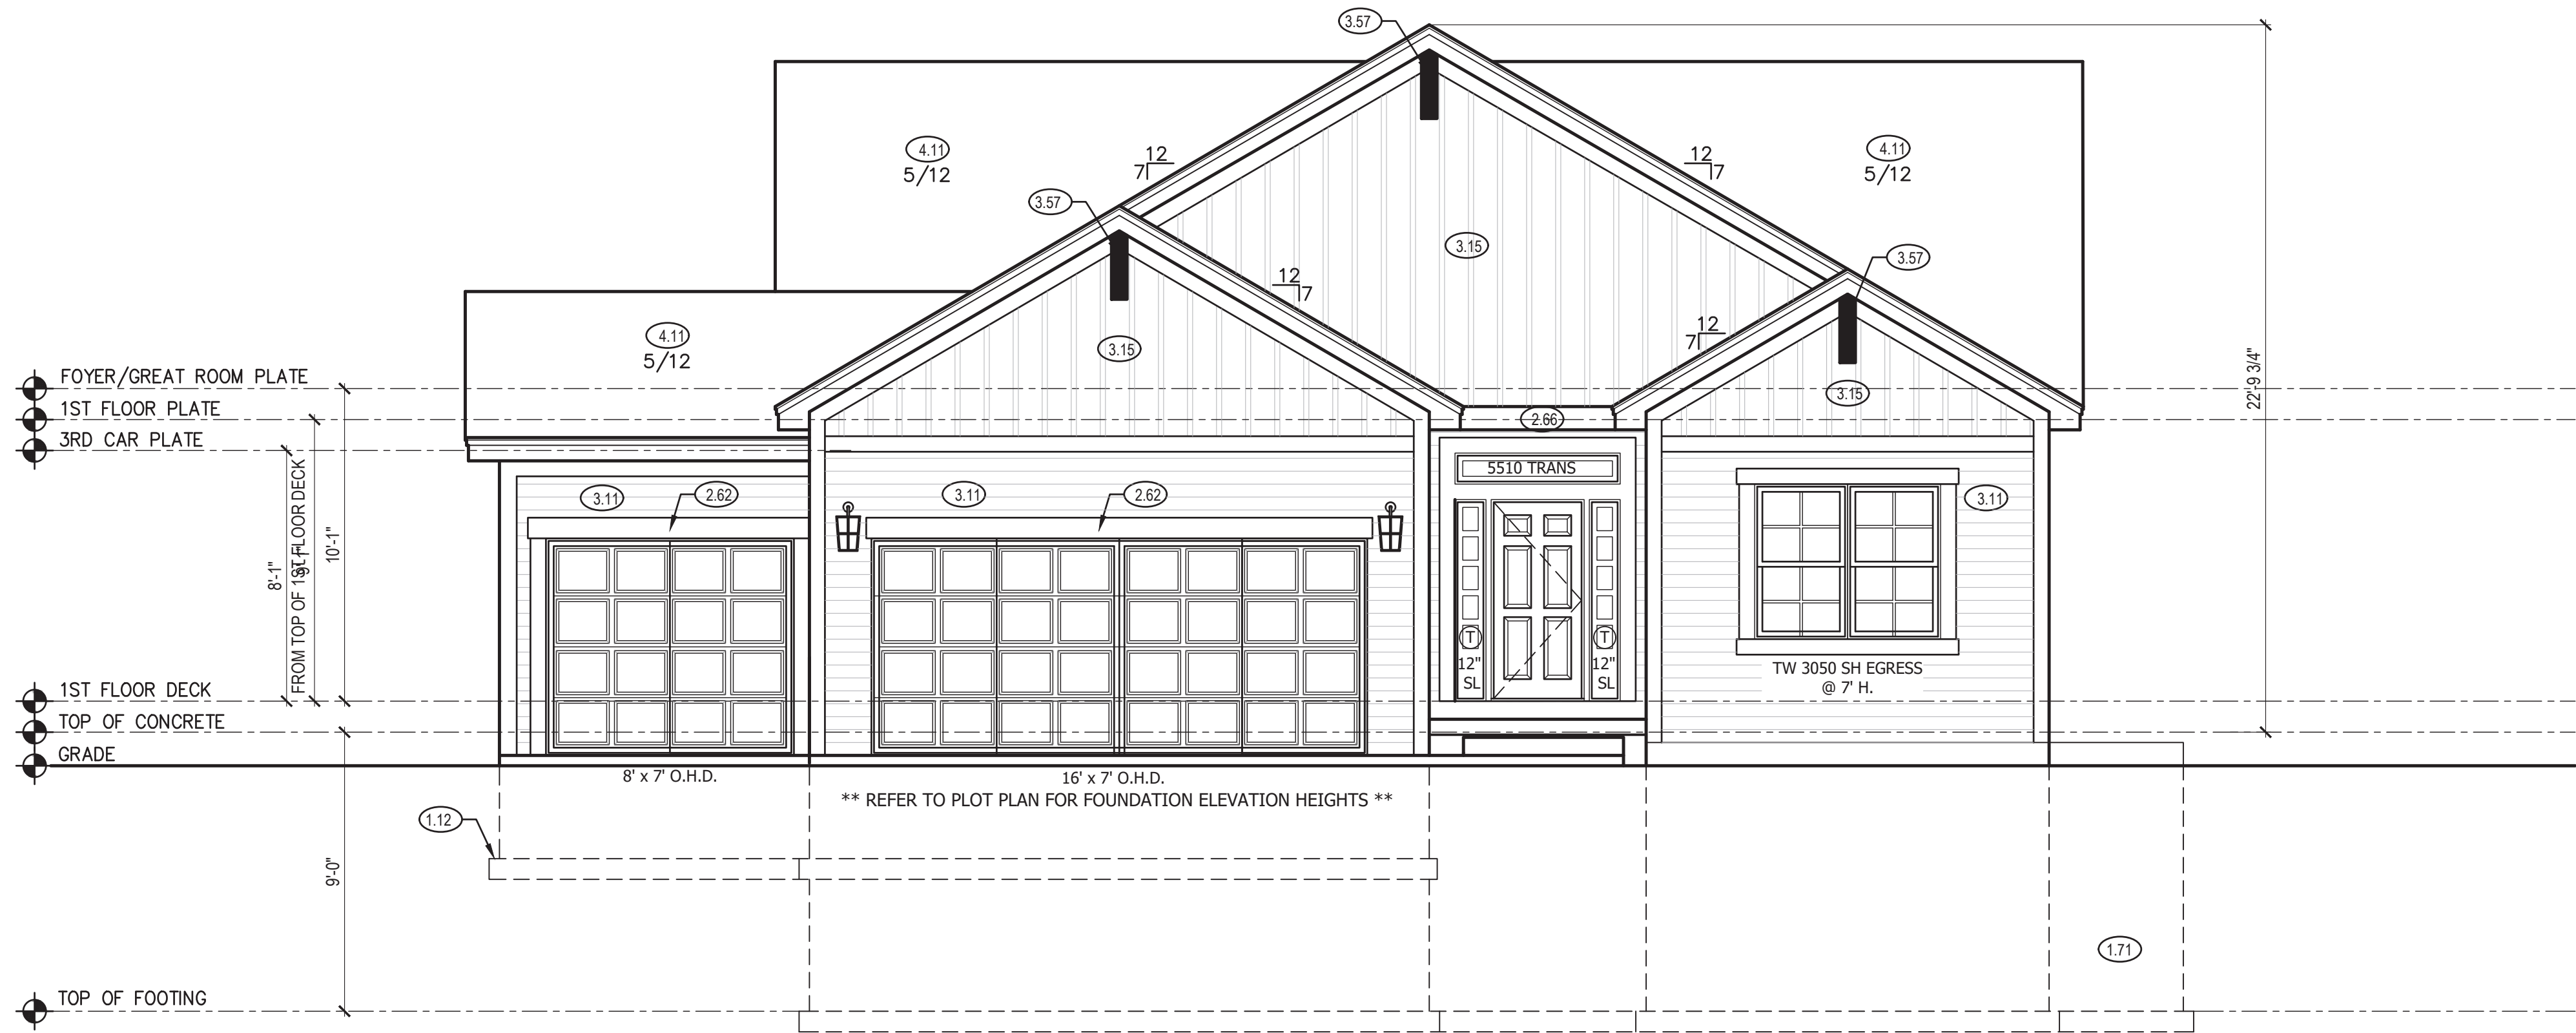 3.57
4.11
5/12
12
7
12
7
4.11
5/12
3.57
3.15
3.57
12
7
12
7
4.11
5/12
3.15
3.15
22'-9 3/4"
FOYER/GREAT ROOM PLATE
1ST FLOOR PLATE
3RD CAR PLATE
2.66
5510 TRANS
3.11
2.62
3.11
2.62
3.11
8'-1"
FROM TOP OF 1ST FLOOR DECK
9'-1"
10'-1"
T
12"
SL
T
12"
SL
TW 3050 SH EGRESS
@ 7' H.
1ST FLOOR DECK
TOP OF CONCRETE
GRADE
8' x 7' O.H.D.
16' x 7' O.H.D.
** REFER TO PLOT PLAN FOR FOUNDATION ELEVATION HEIGHTS **
1.12
9'-0"
1.71
TOP OF FOOTING